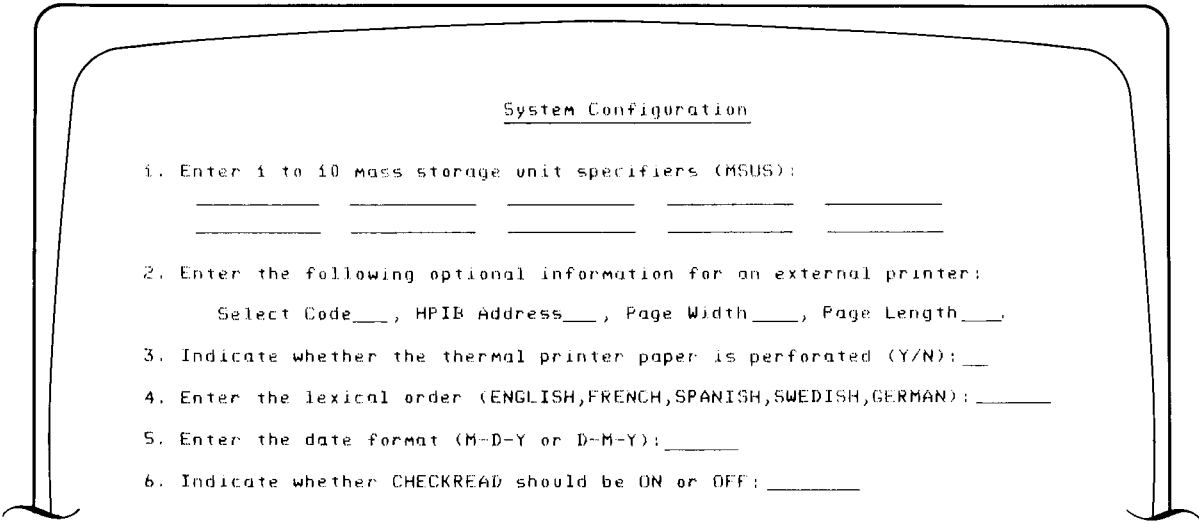 System Configuration
1. Enter 1 to 10 mass storage unit specifiers (MSUS):
2. Enter the following optional information for an external printer:
Select Code___, HPIB Address___, Page Width____, Page Length____.
3. Indicate whether the thermal printer paper is perforated (Y/N):__
4. Enter the lexical order (ENGLISH,FRENCH,SPANISH,SWEDISH,GERMAN):______
5. Enter the date format (M-D-Y or D-M-Y):______
6. Indicate whether CHECKREAD should be ON or OFF:_______